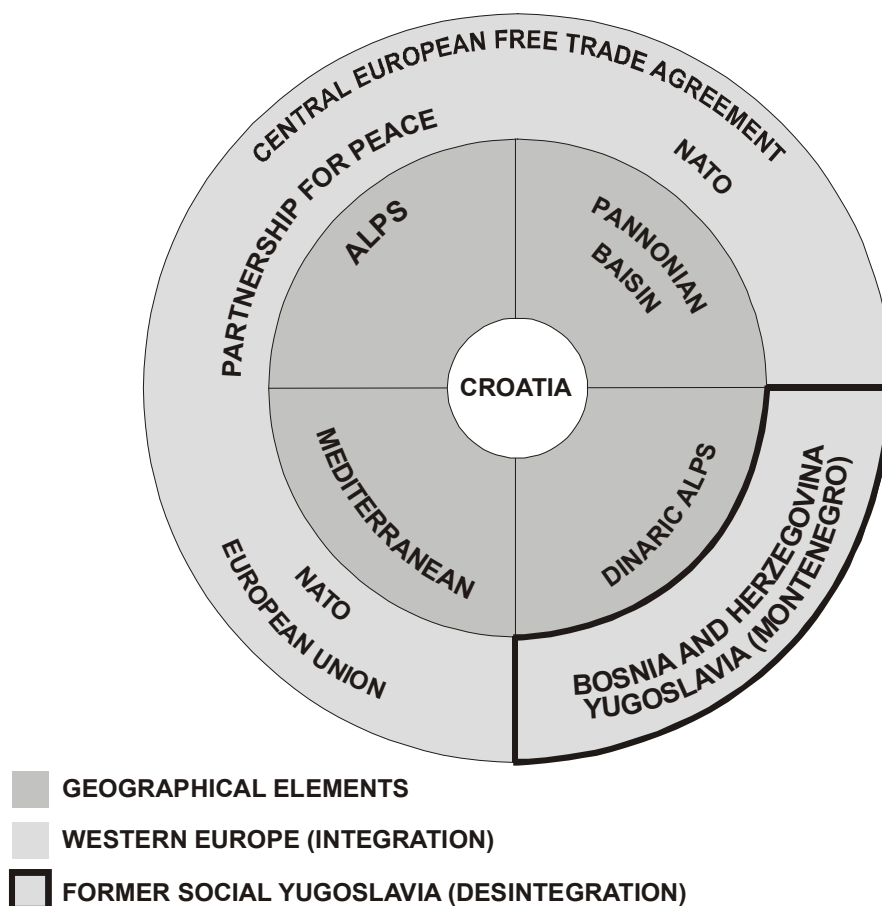 CENTRAL EUROPEAN FREE TRADE AGREEMENT
PARTNERSHIP FOR PEACE
NATO
ALPS
PANNONIAN
BAISIN
CROATIA
MEDITERRANEAN
DINARIC ALPS
NATO
EUROPEAN UNION
BOSNIA AND HERZEGOVINA
YUGOSLAVIA (MONTENEGRO)
GEOGRAPHICAL ELEMENTS
WESTERN EUROPE (INTEGRATION)
FORMER SOCIAL YUGOSLAVIA (DESINTEGRATION)